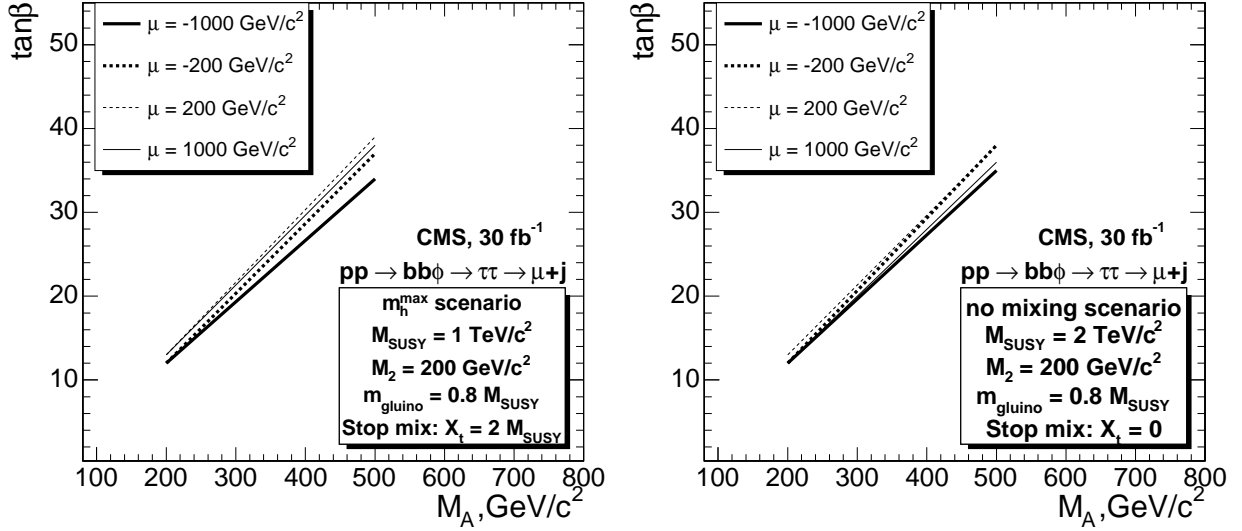 tanβ
50
40
30
20
10
μ = -1000 GeV/c²
μ = -200 GeV/c²
μ = 200 GeV/c²
μ = 1000 GeV/c²
CMS, 30 fb⁻¹
pp → bbφ → ττ → μ+j
m_h^max scenario
M_SUSY = 1 TeV/c²
M_2 = 200 GeV/c²
m_gluino = 0.8 M_SUSY
Stop mix: X_t = 2 M_SUSY
100 200 300 400 500 600 700 800
M_A,GeV/c²
tanβ
50
40
30
20
10
μ = -1000 GeV/c²
μ = -200 GeV/c²
μ = 200 GeV/c²
μ = 1000 GeV/c²
CMS, 30 fb⁻¹
pp → bbφ → ττ → μ+j
no mixing scenario
M_SUSY = 2 TeV/c²
M_2 = 200 GeV/c²
m_gluino = 0.8 M_SUSY
Stop mix: X_t = 0
100 200 300 400 500 600 700 800
M_A,GeV/c²